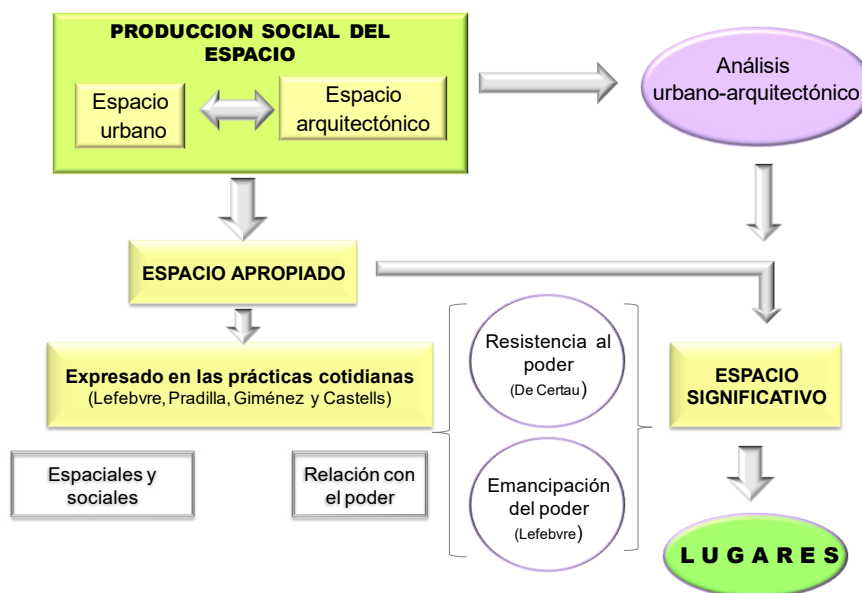 PRODUCCION SOCIAL DEL
ESPACIO
Espacio
urbano
Espacio
arquitectónico
Análisis
urbano-arquitectónico
ESPACIO APROPIADO
Expresado en las prácticas cotidianas
(Lefebvre, Pradilla, Giménez y Castells)
Espaciales y
sociales
Relación con
el poder
Resistencia al
poder
(De Certau)
Emancipación
del poder
(Lefebvre)
ESPACIO
SIGNIFICATIVO
LUGARES